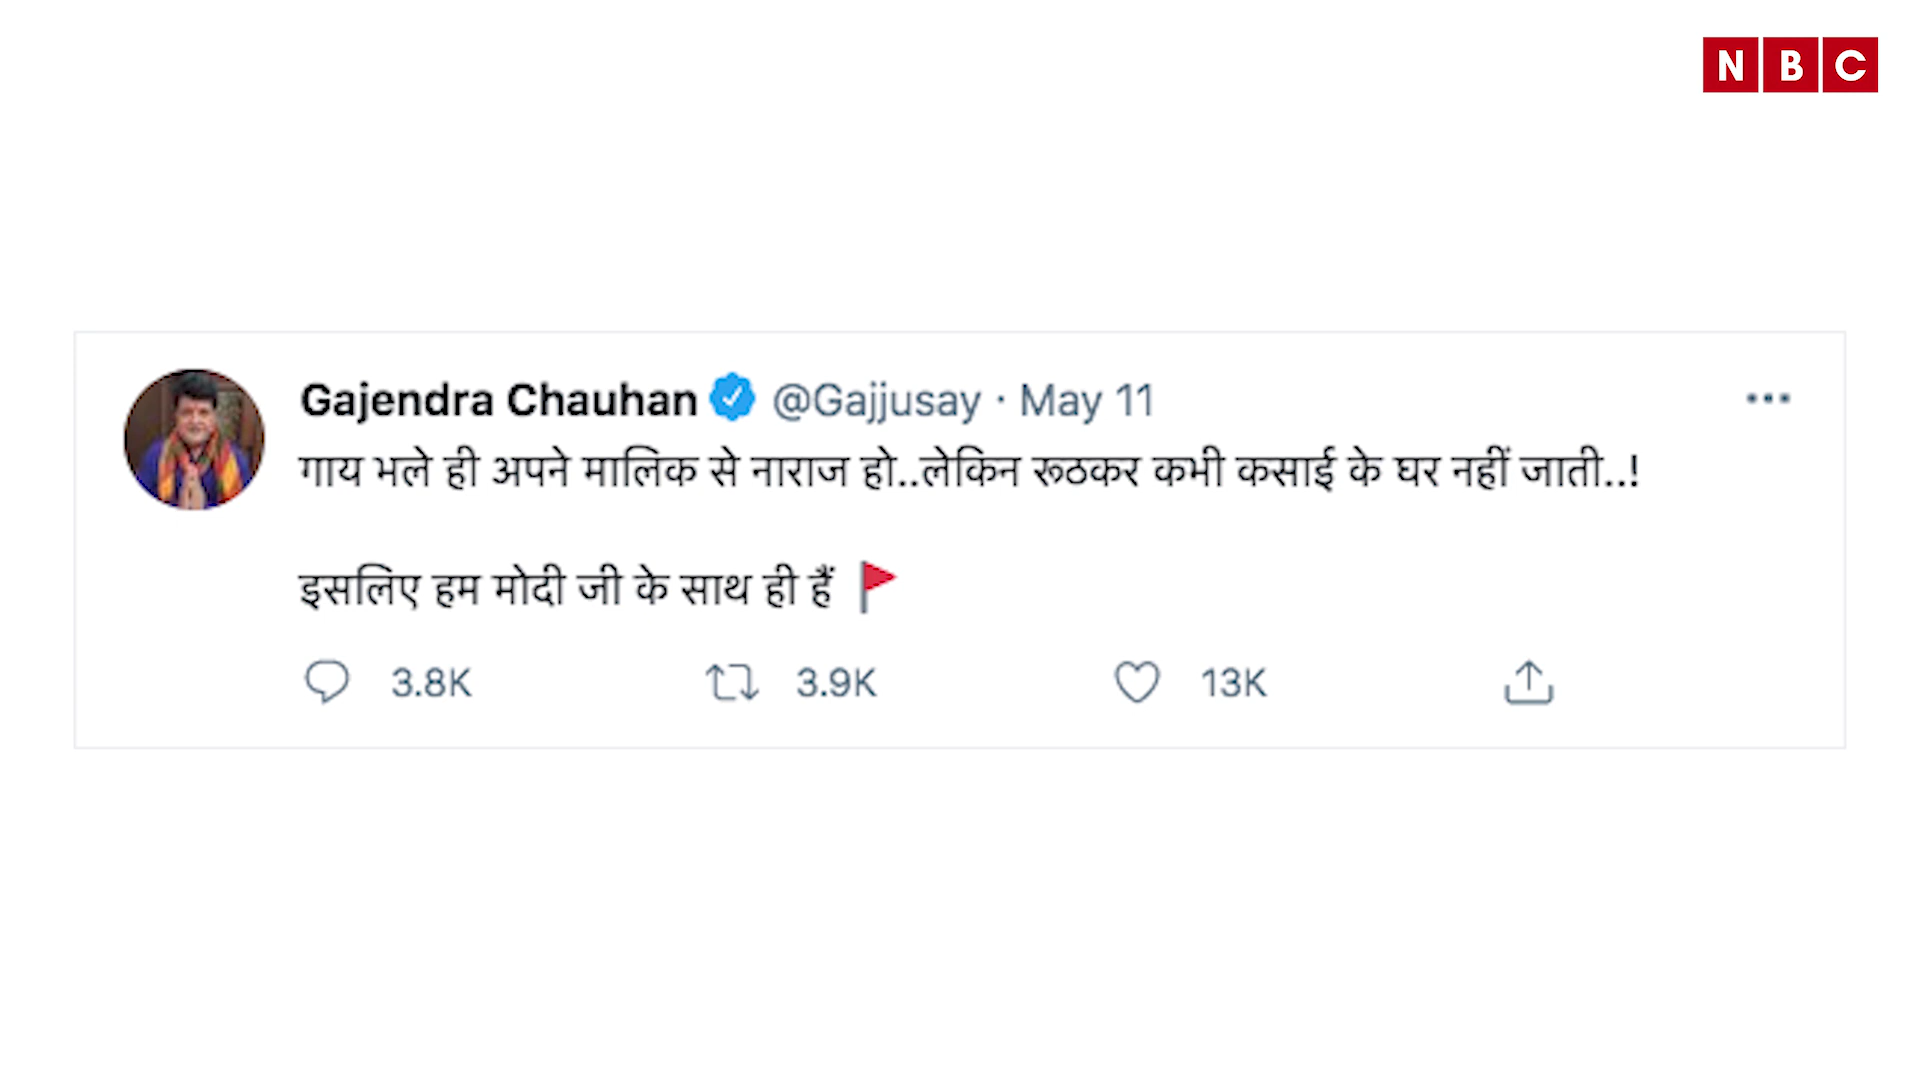 NBC
Gajendra Chauhan @Gajjusay · May 11
गाय भले ही अपने मालिक से नाराज हो..लेकिन रूठकर कभी कसाई के घर नहीं जाती..!
इसलिए हम मोदी जी के साथ ही हैं 🚩
3.8K 3.9K 13K